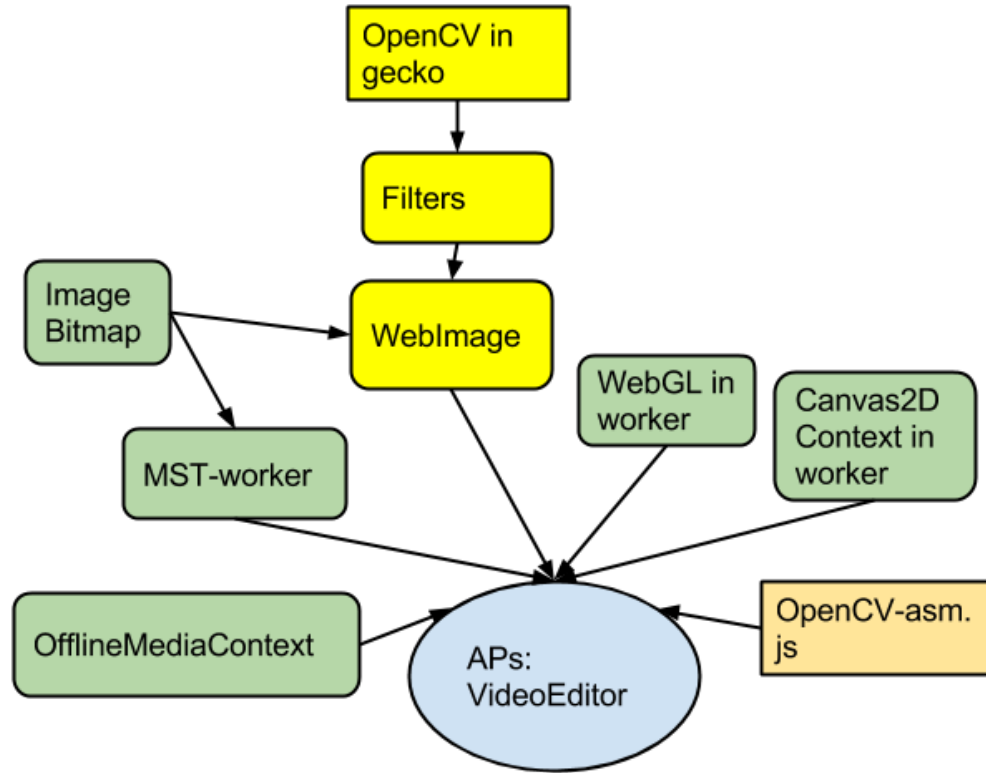 OpenCV in
gecko
Filters
Image
Bitmap
WebImage
WebGL in
worker
Canvas2D
Context in
worker
MST-worker
OfflineMediaContext
APs:
VideoEditor
OpenCV-asm.
js